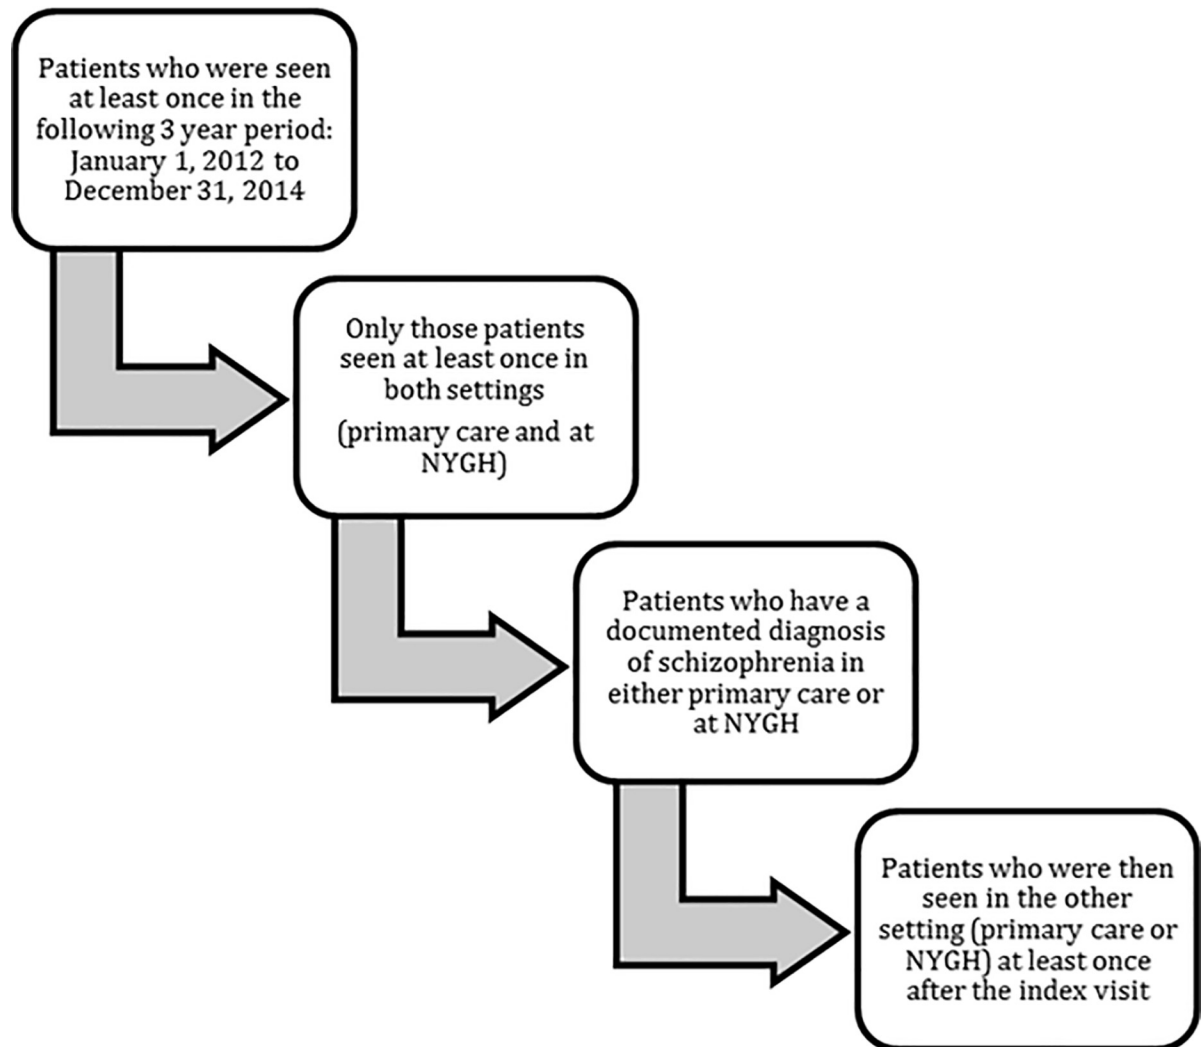 Patients who were seen
at least once in the
following 3 year period:
January 1, 2012 to
December 31, 2014
Only those patients
seen at least once in
both settings
(primary care and at
NYGH)
Patients who have a
documented diagnosis
of schizophrenia in
either primary care or
at NYGH
Patients who were then
seen in the other
setting (primary care or
NYGH) at least once
after the index visit